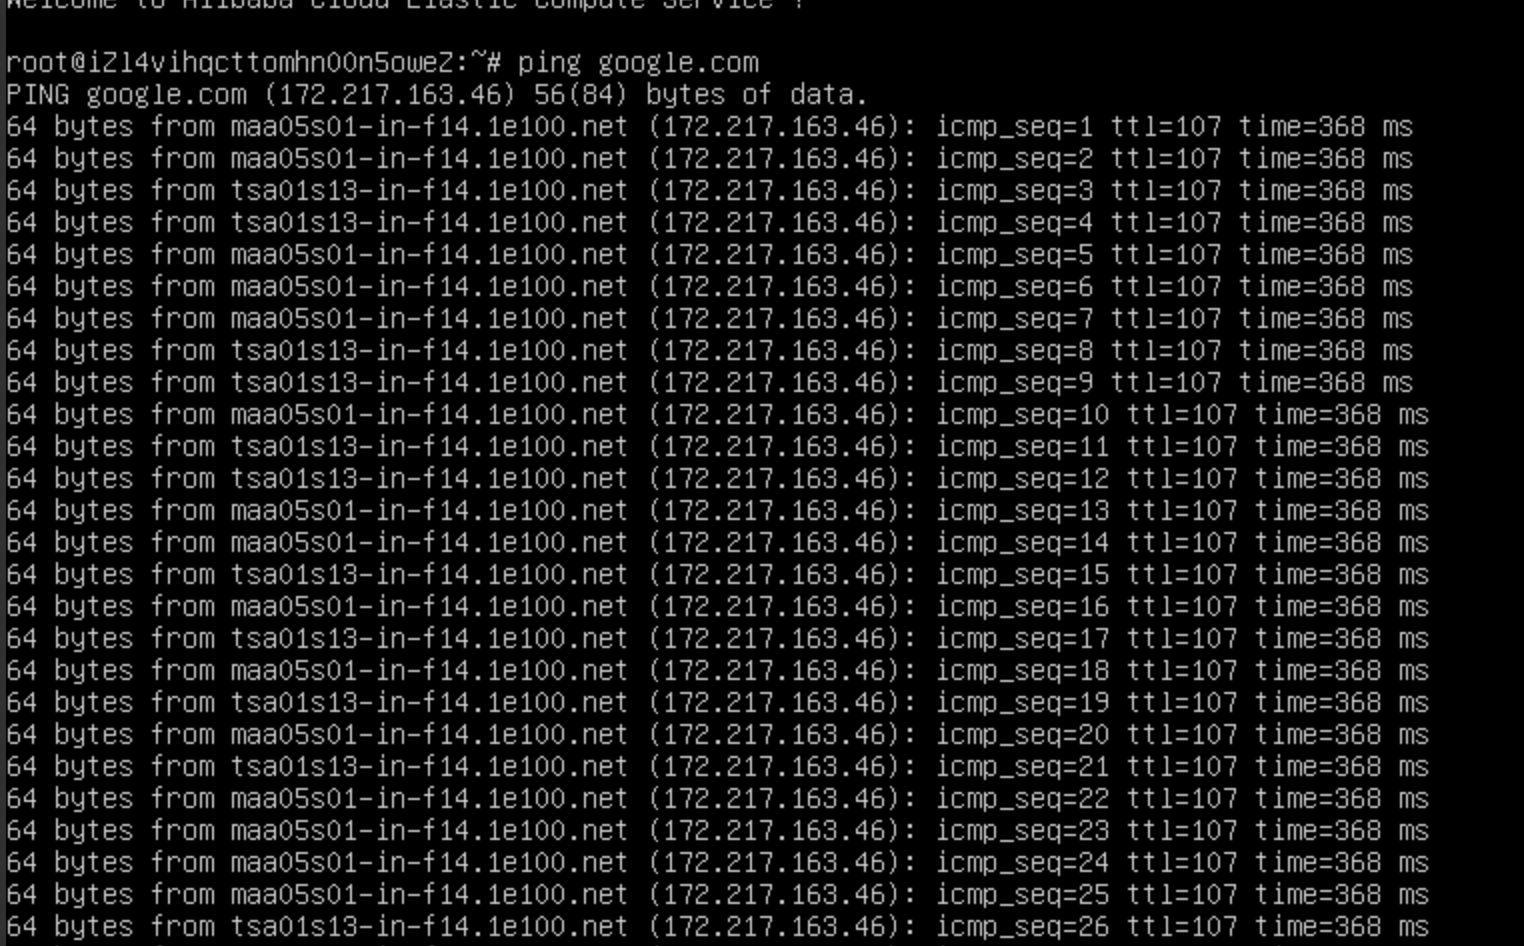 Welcome to Alibaba Cloud Elastic Compute Service !
root@iZl4vihqcttomhn00n5oweZ:~# ping google.com
PING google.com (172.217.163.46) 56(84) bytes of data.
64 bytes from maa05s01-in-f14.1e100.net (172.217.163.46): icmp_seq=1 ttl=107 time=368 ms
64 bytes from maa05s01-in-f14.1e100.net (172.217.163.46): icmp_seq=2 ttl=107 time=368 ms
64 bytes from tsa01s13-in-f14.1e100.net (172.217.163.46): icmp_seq=3 ttl=107 time=368 ms
64 bytes from tsa01s13-in-f14.1e100.net (172.217.163.46): icmp_seq=4 ttl=107 time=368 ms
64 bytes from maa05s01-in-f14.1e100.net (172.217.163.46): icmp_seq=5 ttl=107 time=368 ms
64 bytes from maa05s01-in-f14.1e100.net (172.217.163.46): icmp_seq=6 ttl=107 time=368 ms
64 bytes from maa05s01-in-f14.1e100.net (172.217.163.46): icmp_seq=7 ttl=107 time=368 ms
64 bytes from tsa01s13-in-f14.1e100.net (172.217.163.46): icmp_seq=8 ttl=107 time=368 ms
64 bytes from tsa01s13-in-f14.1e100.net (172.217.163.46): icmp_seq=9 ttl=107 time=368 ms
64 bytes from maa05s01-in-f14.1e100.net (172.217.163.46): icmp_seq=10 ttl=107 time=368 ms
64 bytes from tsa01s13-in-f14.1e100.net (172.217.163.46): icmp_seq=11 ttl=107 time=368 ms
64 bytes from tsa01s13-in-f14.1e100.net (172.217.163.46): icmp_seq=12 ttl=107 time=368 ms
64 bytes from maa05s01-in-f14.1e100.net (172.217.163.46): icmp_seq=13 ttl=107 time=368 ms
64 bytes from maa05s01-in-f14.1e100.net (172.217.163.46): icmp_seq=14 ttl=107 time=368 ms
64 bytes from tsa01s13-in-f14.1e100.net (172.217.163.46): icmp_seq=15 ttl=107 time=368 ms
64 bytes from maa05s01-in-f14.1e100.net (172.217.163.46): icmp_seq=16 ttl=107 time=368 ms
64 bytes from tsa01s13-in-f14.1e100.net (172.217.163.46): icmp_seq=17 ttl=107 time=368 ms
64 bytes from maa05s01-in-f14.1e100.net (172.217.163.46): icmp_seq=18 ttl=107 time=368 ms
64 bytes from tsa01s13-in-f14.1e100.net (172.217.163.46): icmp_seq=19 ttl=107 time=368 ms
64 bytes from maa05s01-in-f14.1e100.net (172.217.163.46): icmp_seq=20 ttl=107 time=368 ms
64 bytes from tsa01s13-in-f14.1e100.net (172.217.163.46): icmp_seq=21 ttl=107 time=368 ms
64 bytes from maa05s01-in-f14.1e100.net (172.217.163.46): icmp_seq=22 ttl=107 time=368 ms
64 bytes from maa05s01-in-f14.1e100.net (172.217.163.46): icmp_seq=23 ttl=107 time=368 ms
64 bytes from maa05s01-in-f14.1e100.net (172.217.163.46): icmp_seq=24 ttl=107 time=368 ms
64 bytes from maa05s01-in-f14.1e100.net (172.217.163.46): icmp_seq=25 ttl=107 time=368 ms
64 bytes from tsa01s13-in-f14.1e100.net (172.217.163.46): icmp_seq=26 ttl=107 time=368 ms